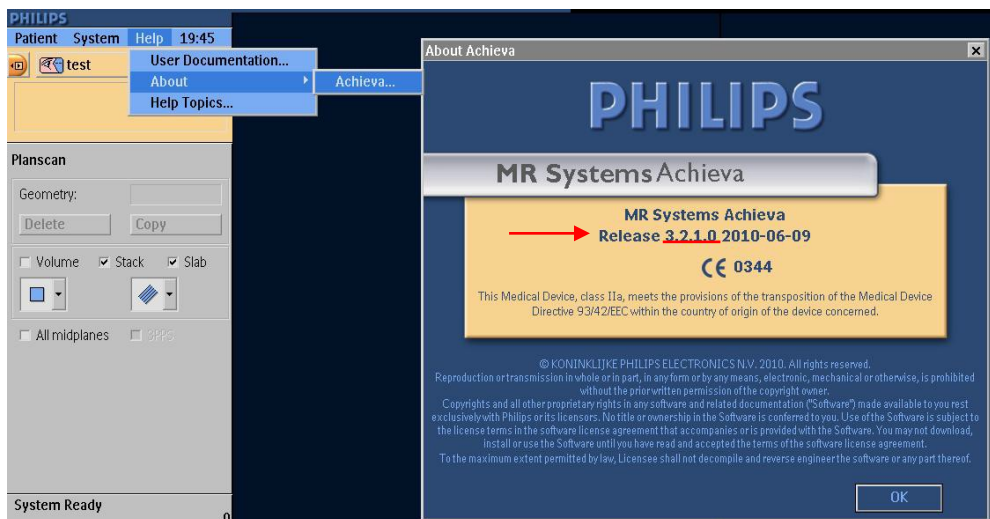 PHILIPS
Patient System Help 19:45
test
User Documentation...
About
Achieva...
Help Topics...
Planscan
Geometry:
Delete Copy
Volume Stack Slab
All midplanes SPPS
System Ready
0
About Achieva
PHILIPS
MR Systems Achieva
MR Systems Achieva
Release 3.2.1.0 2010-06-09
CE 0344
This Medical Device, class IIa, meets the provisions of the transposition of the Medical Device
Directive 93/42/EEC within the country of origin of the device concerned.
© KONINKLIJKE PHILIPS ELECTRONICS N.V. 2010. All rights reserved.
Reproduction or transmission in whole or in part, in any form or by any means, electronic, mechanical or otherwise, is prohibited
without the prior written permission of the copyright owner.
Copyrights and all other proprietary rights in any software and related documentation ("Software") made available to you rest
exclusively with Philips or its licensors. No title or ownership in the Software is conferred to you. Use of the Software is subject to
the license terms in the software license agreement that accompanies or is provided with the Software. You may not download,
install or use the Software until you have read and accepted the terms of the software license agreement.
To the maximum extent permitted by law, Licensee shall not decompile and reverse engineer the software or any part thereof.
OK